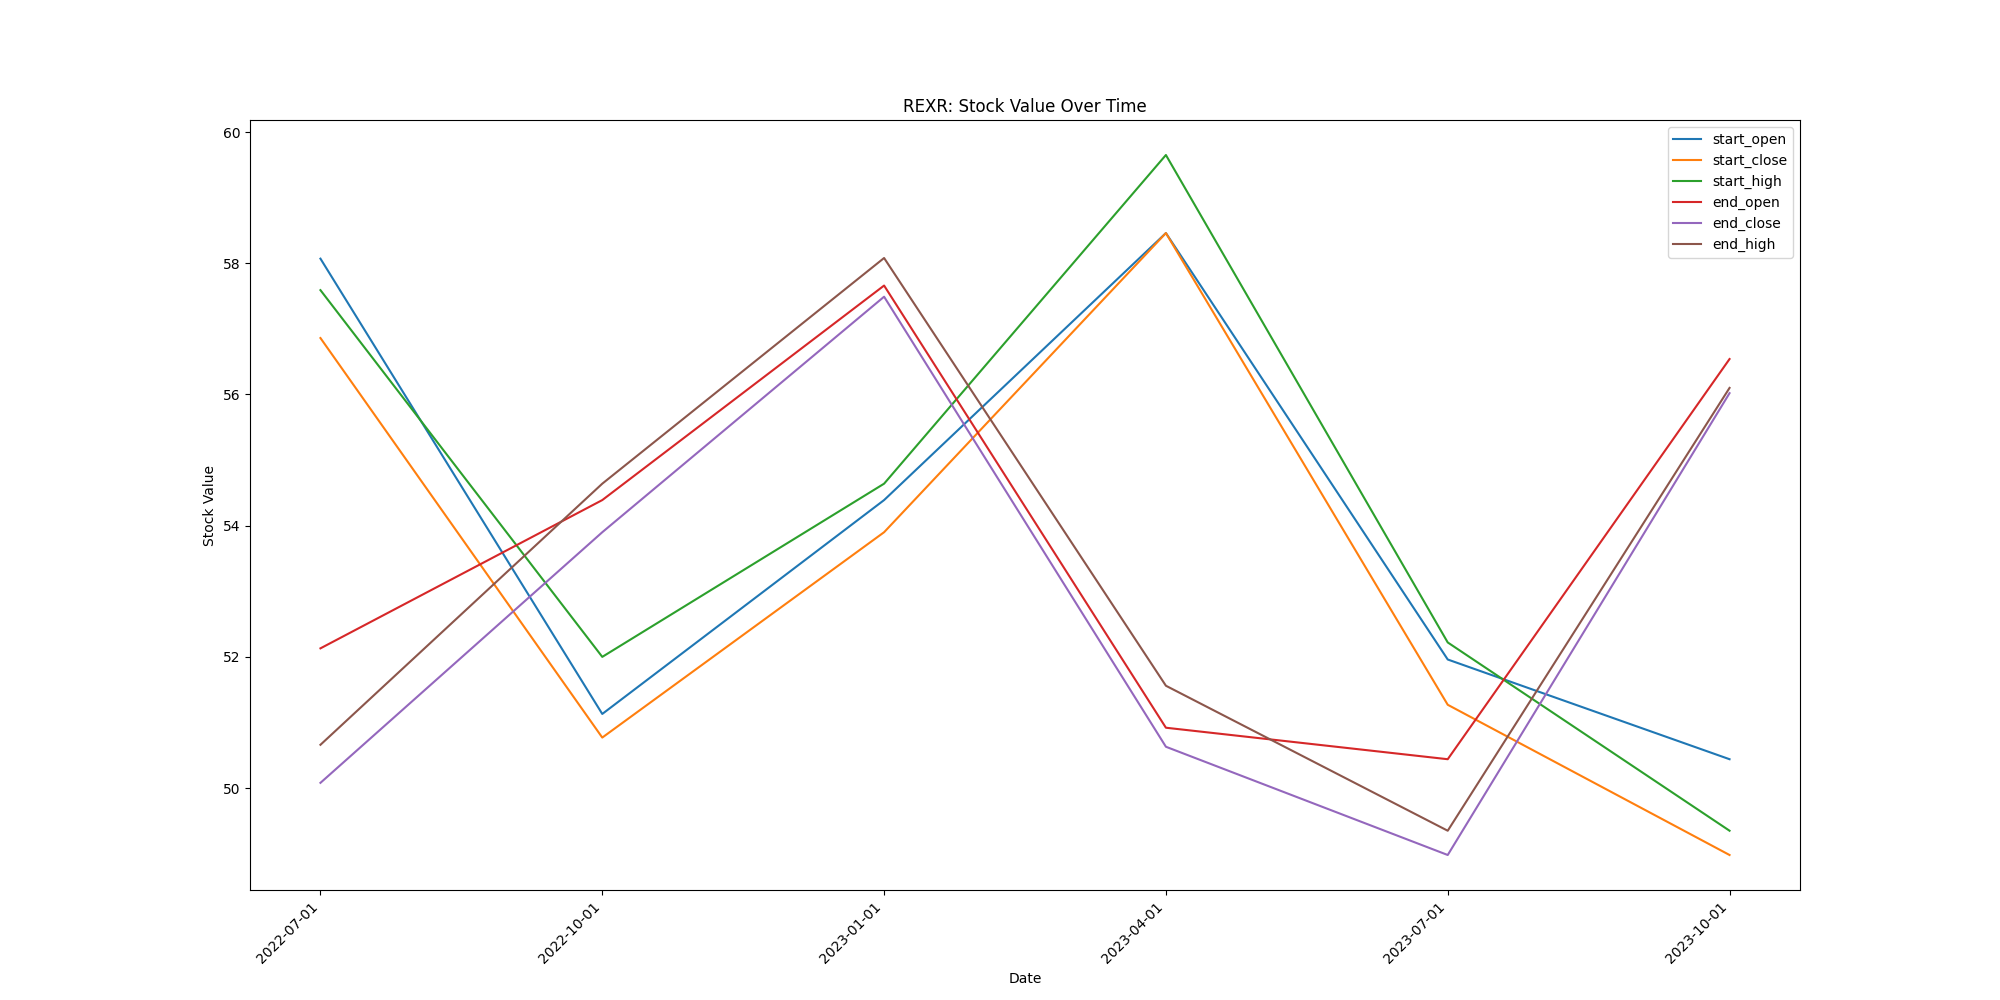 REXR: Stock Value Over Time
60
58
56
54
52
50
Stock Value
start_open
start_close
start_high
end_open
end_close
end_high
2022-07-01
2022-10-01
2023-01-01
2023-04-01
2023-07-01
2023-10-01
Date